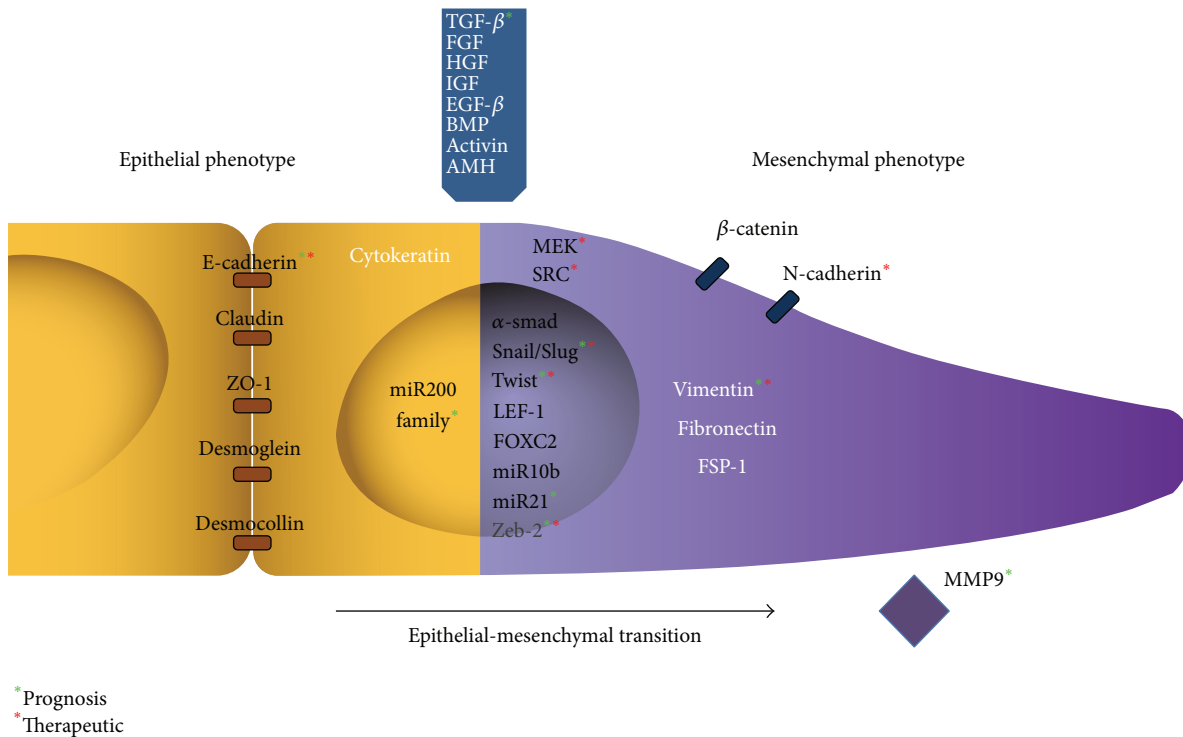 TGF-β*
FGF
HGF
IGF
EGF-β
BMP
Activin
AMH
Epithelial phenotype
Mesenchymal phenotype
E-cadherin**
Claudin
ZO-1
Desmoglein
Desmocollin
Cytokeratin
miR200
family*
MEK*
SRC*
α-smad
Snail/Slug**
Twist**
LEF-1
FOXC2
miR10b
miR21*
Zeb-2**
β-catenin
N-cadherin*
Vimentin**
Fibronectin
FSP-1
MMP9*
Epithelial-mesenchymal transition
*Prognosis
*Therapeutic